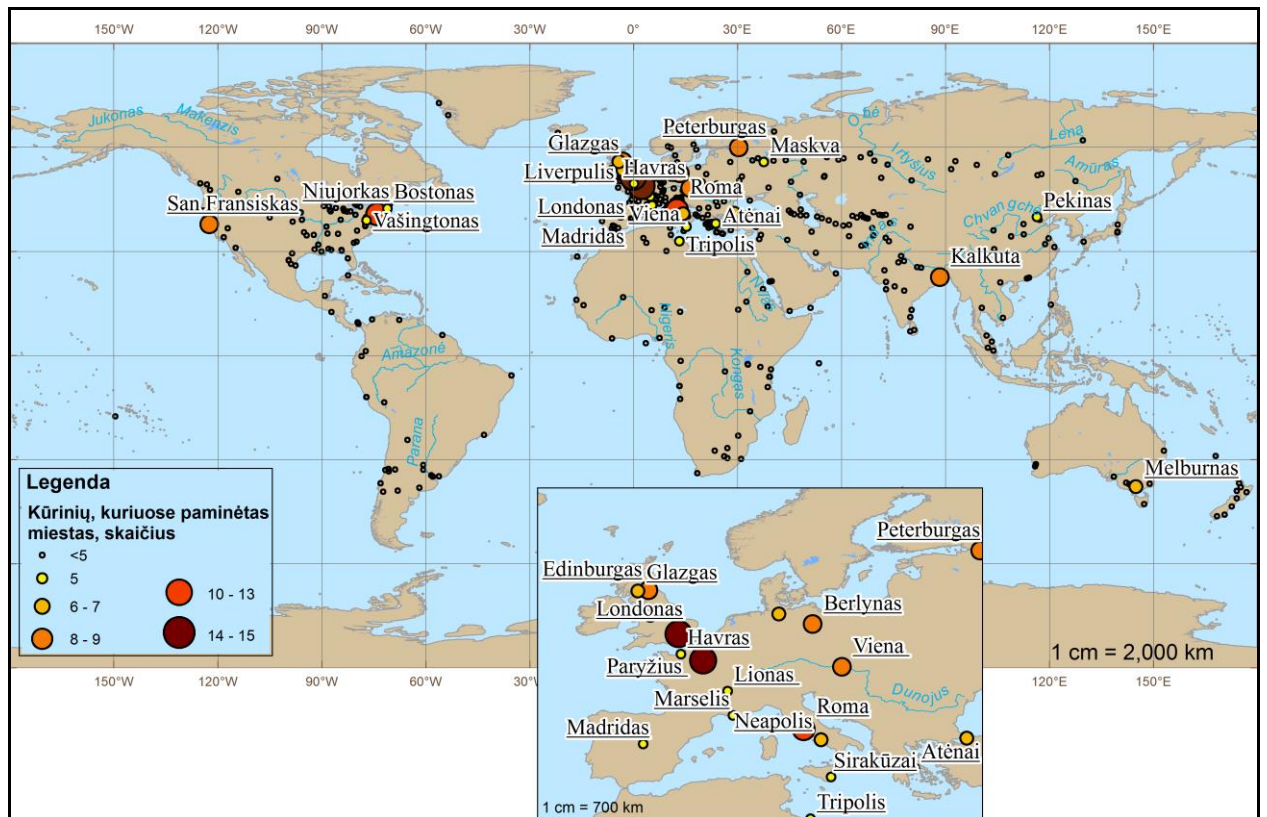 150°W 120°W 90°W 60°W 30°W 0° 30°E 60°E 90°E 120°E 150°E
Jukonas
Makenzis
O bė
Irtyšius
Lena
Amūras
Peterburgas
Maskva
Glazgas
Liverpulis
Havras
Niujorkas
Bostonas
Roma
San Fransiskas
Vašingtonas
Londonas
Viena
Atėnai
Pekinas
Chvan gchė
Madridas
Tripolis
Kalkuta
Nilas
Nigeris
Kongas
Amazonė
Parana
Melburnas
Legenda
Kūrinių, kuriuose paminėtas
miestas, skaičius
<5
5
6 - 7
8 - 9
10 - 13
14 - 15
Peterburgas
Edinburgas
Glazgas
Londonas
Berlynas
Havras
Viena
Paryžius
Lionas
Dunojus
Marselis
Roma
Neapolis
Madridas
Atėnai
Sirakūzai
Tripolis
1 cm = 700 km
1 cm = 2,000 km
150°W 120°W 90°W 60°W 30°W 120°E 150°E